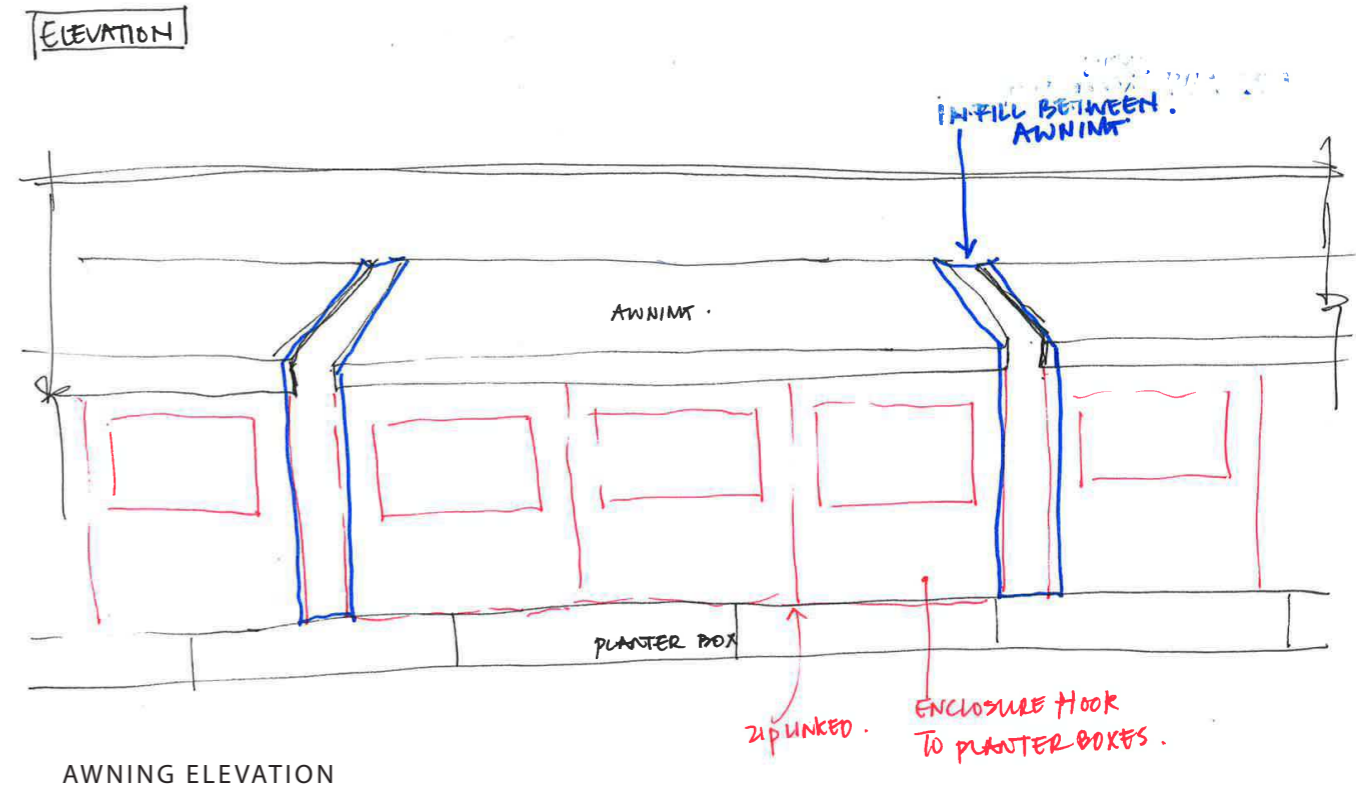 ELEVATION
IN-FILL BETWEEN.
AWNING
AWNING.
PLANTER BOX
ZIP LINKED.
ENCLOSURE HOOK
TO PLANTER BOXES.
AWNING ELEVATION